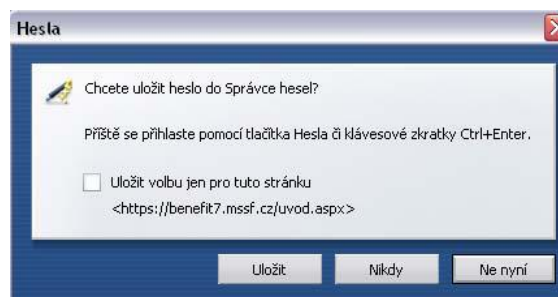 Hesla
Chcete uložit heslo do Správce hesel?
Příště se přihlaste pomocí tlačítka Hesla či klávesové zkratky Ctrl+Enter.
Uložit volbu jen pro tuto stránku
<https://benefit7.mssf.cz/uvod.aspx>
Uložit Nikdy Ne nyní